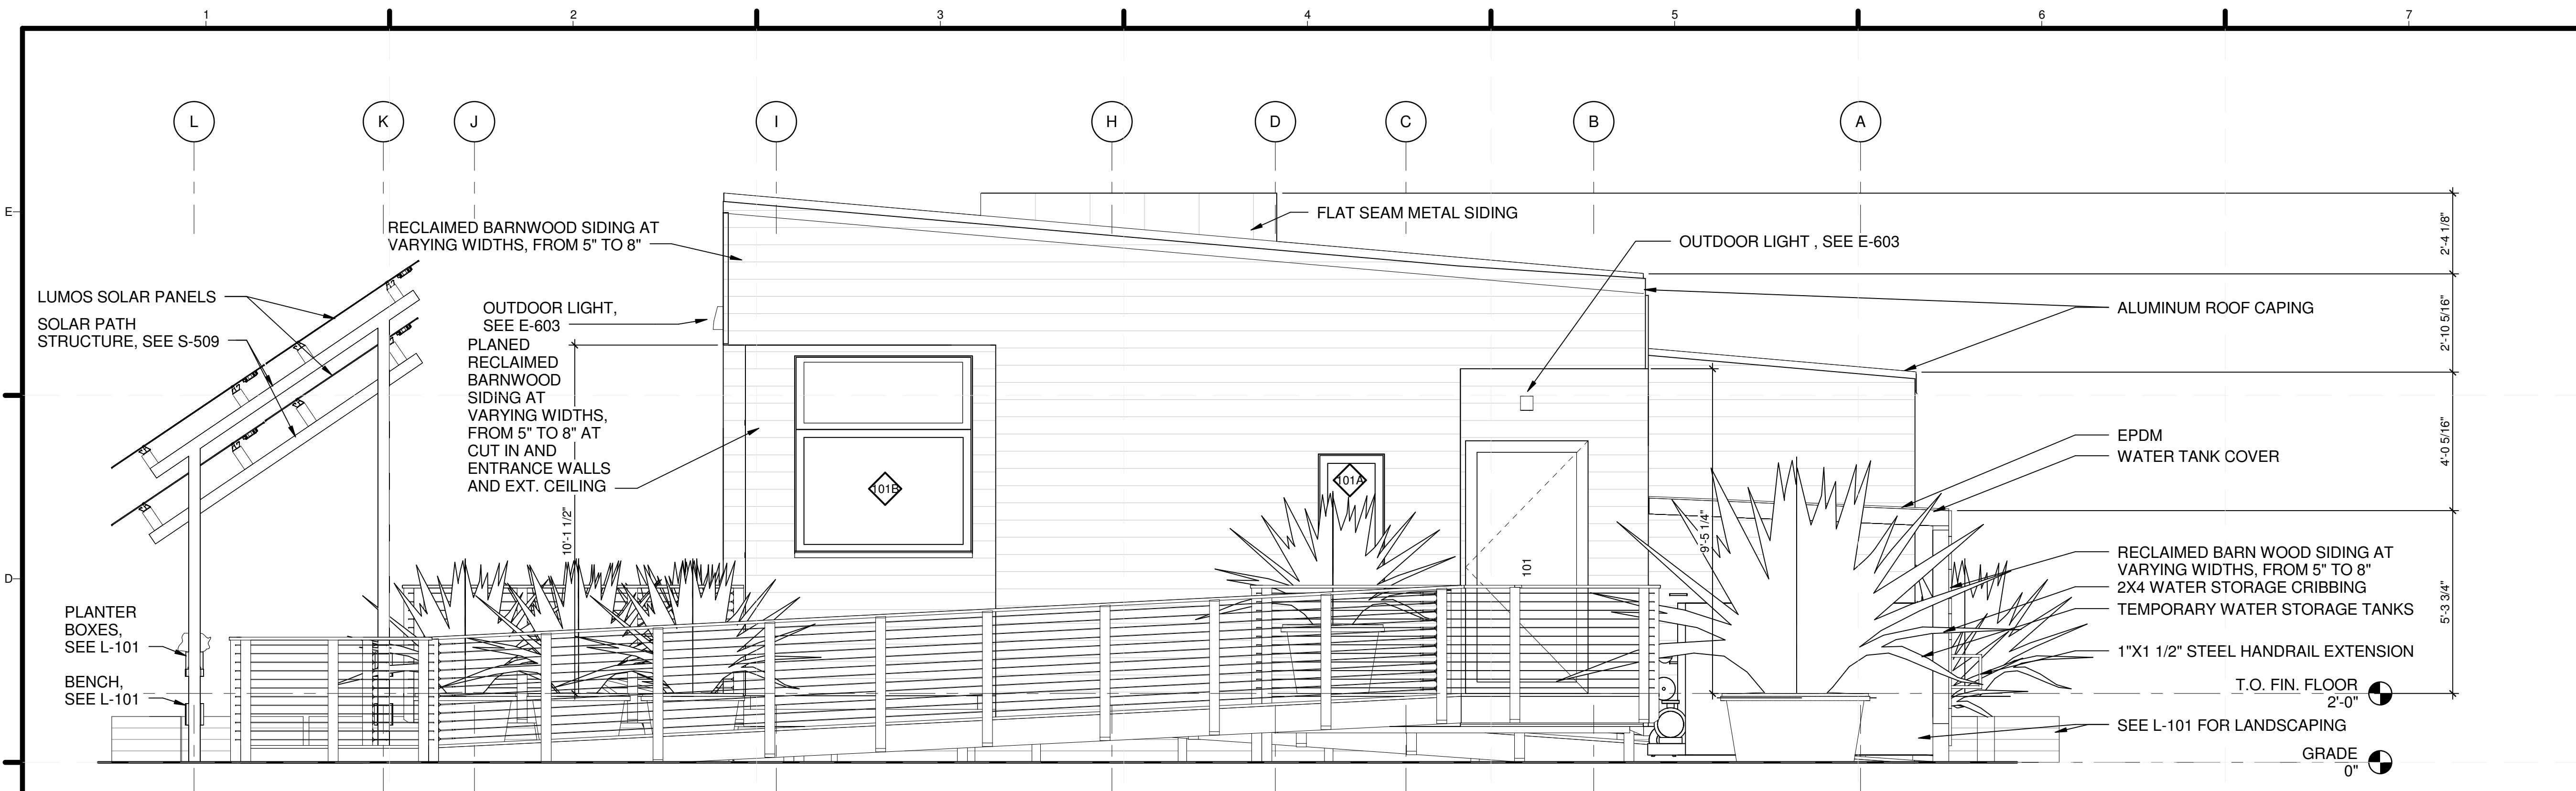 1 2 3 4 5 6 7
L K J I H D C B A
E
RECLAIMED BARNWOOD SIDING AT
VARYING WIDTHS, FROM 5" TO 8"
FLAT SEAM METAL SIDING
OUTDOOR LIGHT , SEE E-603
2'-4 1/8"
LUMOS SOLAR PANELS
SOLAR PATH
STRUCTURE, SEE S-509
OUTDOOR LIGHT,
SEE E-603
PLANED
RECLAIMED
BARNWOOD
SIDING AT
VARYING WIDTHS,
FROM 5" TO 8" AT
CUT IN AND
ENTRANCE WALLS
AND EXT. CEILING
ALUMINUM ROOF CAPING
2'-10 5/16"
EPDM
WATER TANK COVER
4'-0 5/16"
101B
101A
10'-1 1/2"
9'-5 1/4"
101
D
RECLAIMED BARN WOOD SIDING AT
VARYING WIDTHS, FROM 5" TO 8"
2X4 WATER STORAGE CRIBBING
TEMPORARY WATER STORAGE TANKS
5'-3 3/4"
1"X1 1/2" STEEL HANDRAIL EXTENSION
PLANTER
BOXES,
SEE L-101
BENCH,
SEE L-101
T.O. FIN. FLOOR
2'-0"
SEE L-101 FOR LANDSCAPING
GRADE
0"